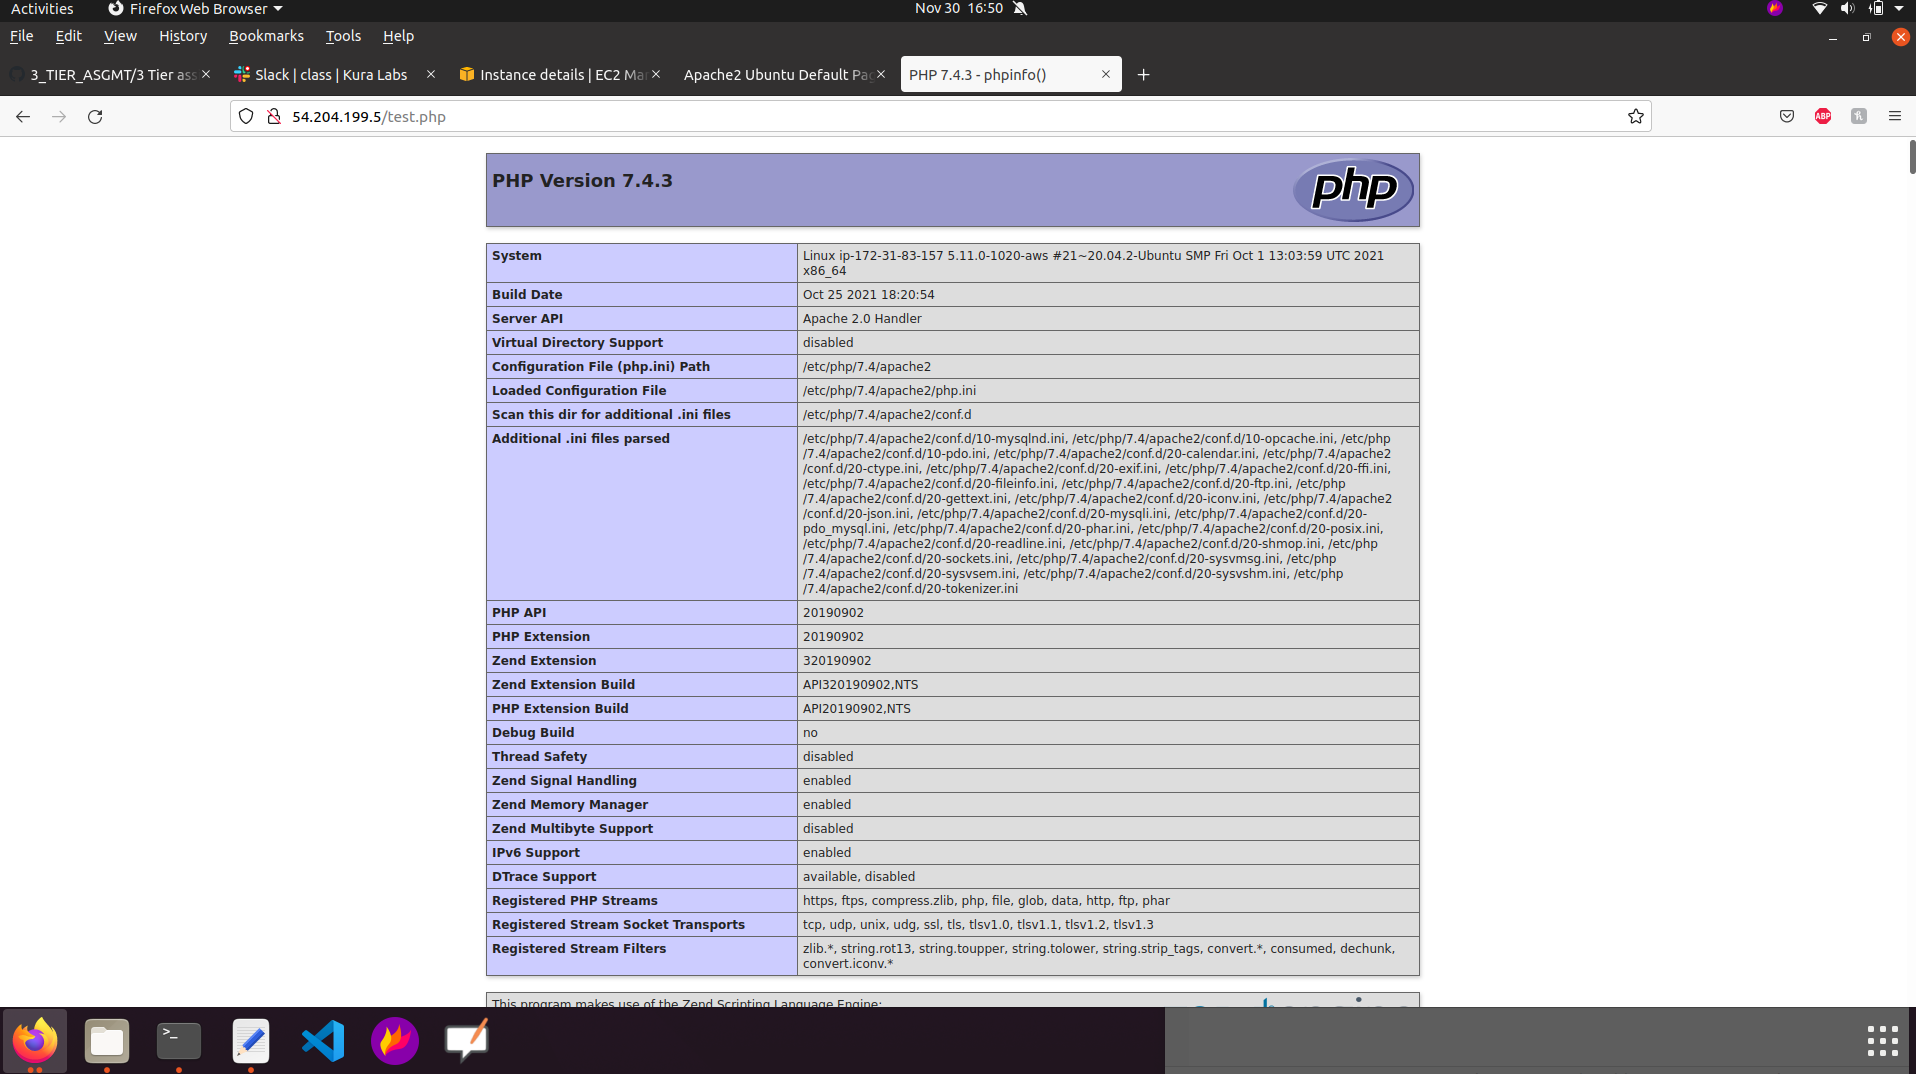 Activities Firefox Web Browser Nov 30 16:50
File Edit View History Bookmarks Tools Help
3_TIER_ASGMT/3 Tier ass Slack | class | Kura Labs Instance details | EC2 Ma Apache2 Ubuntu Default Pag PHP 7.4.3 - phpinfo()
54.204.199.5/test.php ABP
PHP Version 7.4.3 php
System Linux ip-172-31-83-157 5.11.0-1020-aws #21~20.04.2-Ubuntu SMP Fri Oct 1 13:03:59 UTC 2021
x86_64
Build Date Oct 25 2021 18:20:54
Server API Apache 2.0 Handler
Virtual Directory Support disabled
Configuration File (php.ini) Path /etc/php/7.4/apache2
Loaded Configuration File /etc/php/7.4/apache2/php.ini
Scan this dir for additional .ini files /etc/php/7.4/apache2/conf.d
Additional .ini files parsed /etc/php/7.4/apache2/conf.d/10-mysqlnd.ini, /etc/php/7.4/apache2/conf.d/10-opcache.ini, /etc/php
/7.4/apache2/conf.d/10-pdo.ini, /etc/php/7.4/apache2/conf.d/20-calendar.ini, /etc/php/7.4/apache2
/conf.d/20-ctype.ini, /etc/php/7.4/apache2/conf.d/20-exif.ini, /etc/php/7.4/apache2/conf.d/20-ffi.ini,
/etc/php/7.4/apache2/conf.d/20-fileinfo.ini, /etc/php/7.4/apache2/conf.d/20-ftp.ini, /etc/php
/7.4/apache2/conf.d/20-gettext.ini, /etc/php/7.4/apache2/conf.d/20-iconv.ini, /etc/php/7.4/apache2
/conf.d/20-json.ini, /etc/php/7.4/apache2/conf.d/20-mysqli.ini, /etc/php/7.4/apache2/conf.d/20-
pdo_mysql.ini, /etc/php/7.4/apache2/conf.d/20-phar.ini, /etc/php/7.4/apache2/conf.d/20-posix.ini,
/etc/php/7.4/apache2/conf.d/20-readline.ini, /etc/php/7.4/apache2/conf.d/20-shmop.ini, /etc/php
/7.4/apache2/conf.d/20-sockets.ini, /etc/php/7.4/apache2/conf.d/20-sysvmsg.ini, /etc/php
/7.4/apache2/conf.d/20-sysvsem.ini, /etc/php/7.4/apache2/conf.d/20-sysvshm.ini, /etc/php
/7.4/apache2/conf.d/20-tokenizer.ini
PHP API 20190902
PHP Extension 20190902
Zend Extension 320190902
Zend Extension Build API320190902,NTS
PHP Extension Build API20190902,NTS
Debug Build no
Thread Safety disabled
Zend Signal Handling enabled
Zend Memory Manager enabled
Zend Multibyte Support disabled
IPv6 Support enabled
DTrace Support available, disabled
Registered PHP Streams https, ftps, compress.zlib, php, file, glob, data, http, ftp, phar
Registered Stream Socket Transports tcp, udp, unix, udg, ssl, tls, tlsv1.0, tlsv1.1, tlsv1.2, tlsv1.3
Registered Stream Filters zlib.*, string.rot13, string.toupper, string.tolower, string.strip_tags, convert.*, consumed, dechunk,
convert.iconv.*
This program makes use of the Zend Scripting Language Engine: